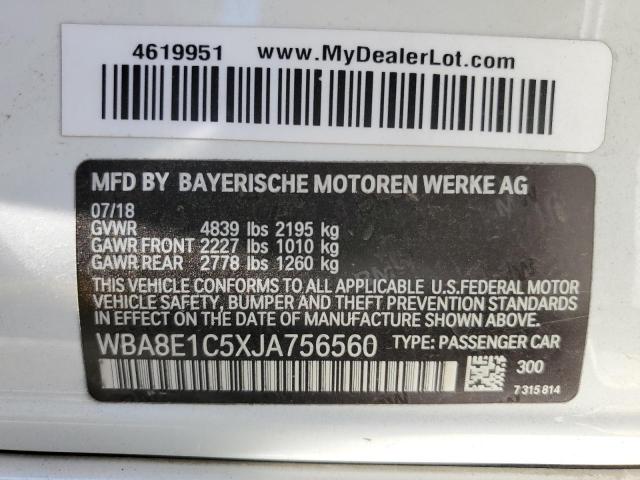 4619951 www.MyDealerLot.com
MFD BY BAYERISCHE MOTOREN WERKE AG
07/18
GVWR 4839 lbs 2195 kg
GAWR FRONT 2227 lbs 1010 kg
GAWR REAR 2778 lbs 1260 kg
THIS VEHICLE CONFORMS TO ALL APPLICABLE U.S.FEDERAL MOTOR
VEHICLE SAFETY, BUMPER AND THEFT PREVENTION STANDARDS
IN EFFECT ON THE DATE OF MANUFACTURE SHOWN ABOVE.
WBA8E1C5XJA756560 TYPE: PASSENGER CAR
300
7 315 814